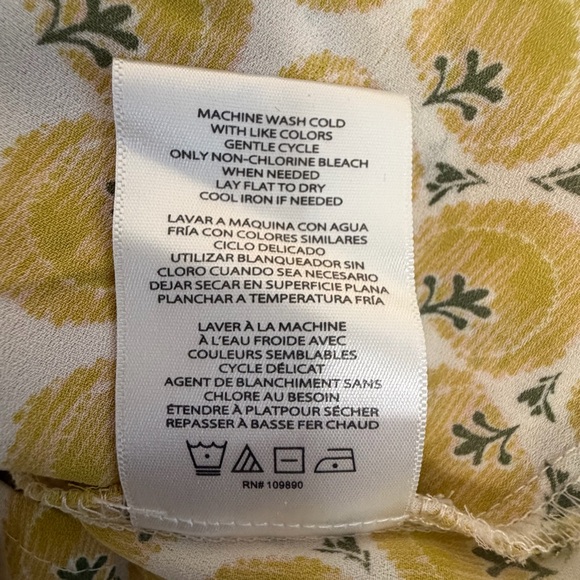 MACHINE WASH COLD
WITH LIKE COLORS
GENTLE CYCLE
ONLY NON-CHLORINE BLEACH
WHEN NEEDED
LAY FLAT TO DRY
COOL IRON IF NEEDED
LAVAR A MÁQUINA CON AGUA
FRÍA CON COLORES SIMILARES
CICLO DELICADO
UTILIZAR BLANQUEADOR SIN
CLORO CUANDO SEA NECESARIO
DEJAR SECAR EN SUPERFICIE PLANA
PLANCHAR A TEMPERATURA FRÍA
LAVER À LA MACHINE
À L'EAU FROIDE AVEC
COULEURS SEMBLABLES
CYCLE DÉLICAT
AGENT DE BLANCHIMENT SANS
CHLORE AU BESOIN
ÉTENDRE À PLATPOUR SÉCHER
REPASSER À BASSE FER CHAUD
RN# 109890